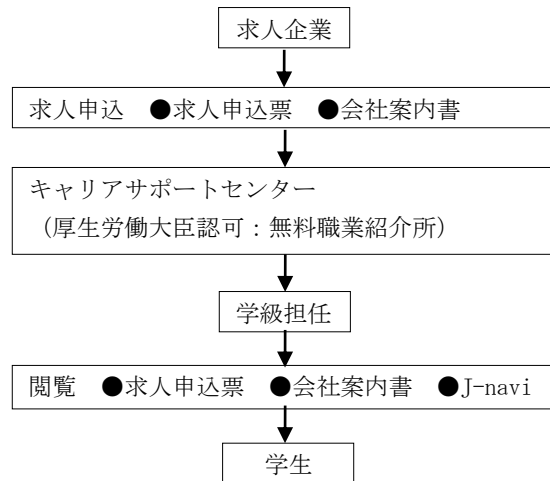 求人企業
求人申込　●求人申込票　●会社案内書
キャリアサポートセンター
（厚生労働大臣認可：無料職業紹介所）
学級担任
閲覧　●求人申込票　●会社案内書　●J-navi
学生